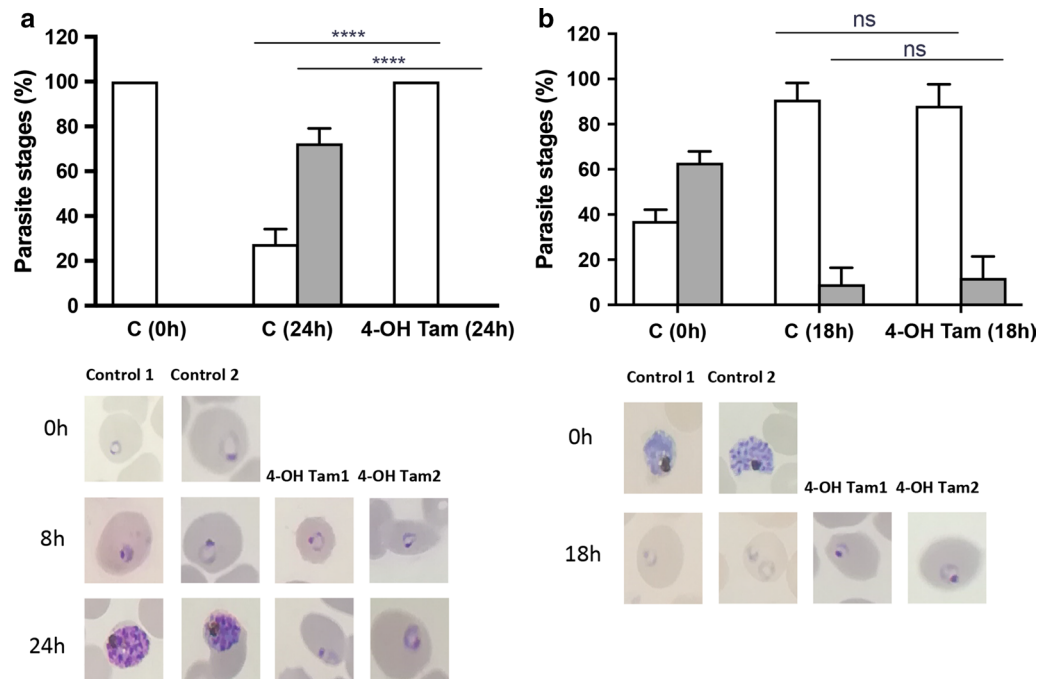 a
120
100
80
60
40
20
0
Parasite stages (%)
****
****
C (0h)
C (24h)
4-OH Tam (24h)
Control 1
Control 2
0h
4-OH Tam1
4-OH Tam2
8h
24h
b
120
100
80
60
40
20
0
Parasite stages (%)
ns
ns
C (0h)
C (18h)
4-OH Tam (18h)
Control 1
Control 2
0h
4-OH Tam1
4-OH Tam2
18h